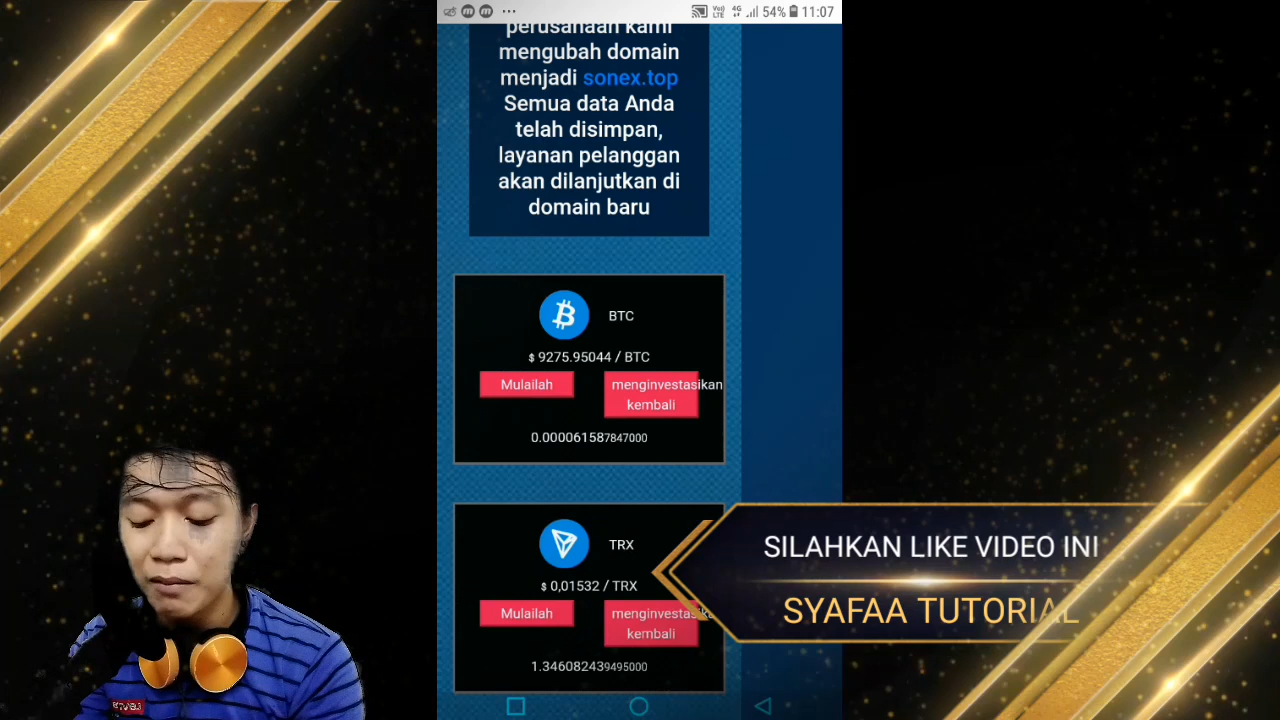 54% 11:07
perusahaan kami
mengubah domain
menjadi sonex.top
Semua data Anda
telah disimpan,
layanan pelanggan
akan dilanjutkan di
domain baru
BTC
$ 9275.95044 / BTC
Mulailah
menginvestasikan
kembali
0.000061587847000
TRX
$ 0,01532 / TRX
Mulailah
kembali
1.346082439495000
SILAHKAN LIKE VIDEO INI
SYAFAA TUTORIAL